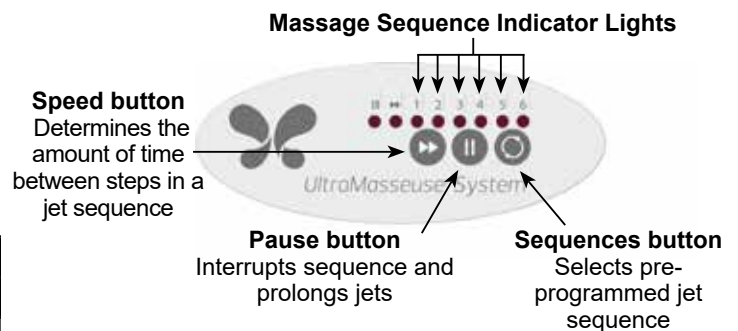 Massage Sequence Indicator Lights
1 2 3 4 5 6
Speed button
Determines the
amount of time
between steps in a
jet sequence
UltraMasseuse System
Pause button
Interrupts sequence and
prolongs jets
Sequences button
Selects pre-
programmed jet
sequence